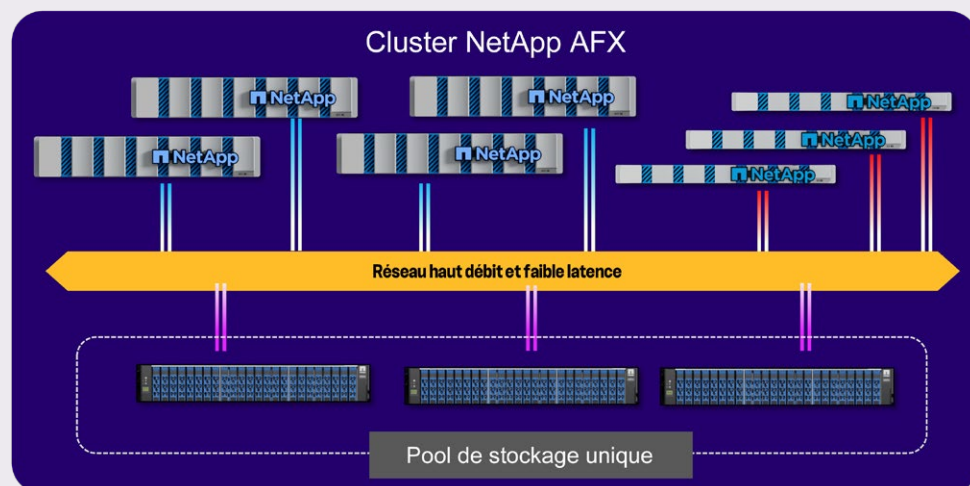 Cluster NetApp AFX
NetApp
NetApp
NetApp
NetApp
NetApp
NetApp
NetApp
Réseau haut débit et faible latence
Pool de stockage unique